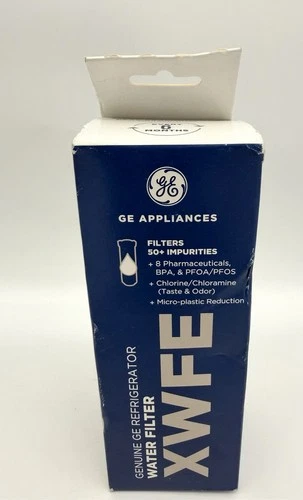 6
MONTHS
GE
GE APPLIANCES
FILTERS
50+ IMPURITIES
+ 8 Pharmaceuticals,
BPA, & PFOA/PFOS
+ Chlorine/Chloramine
(Taste & Odor)
+ Micro-plastic Reduction
GENUINE GE REFRIGERATOR
WATER FILTER
XWFE